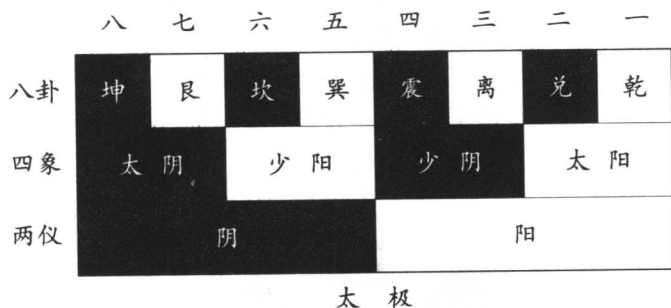 八 七 六 五 四 三 二 一
八卦 坤 艮 坎 巽 震 离 兑 乾
四象 太阴 少阳 少阴 太阳
两仪 阴 阳
太极